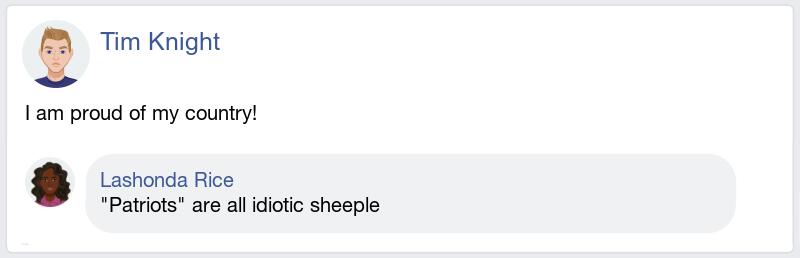 Tim Knight
I am proud of my country!
Lashonda Rice
"Patriots" are all idiotic sheeple